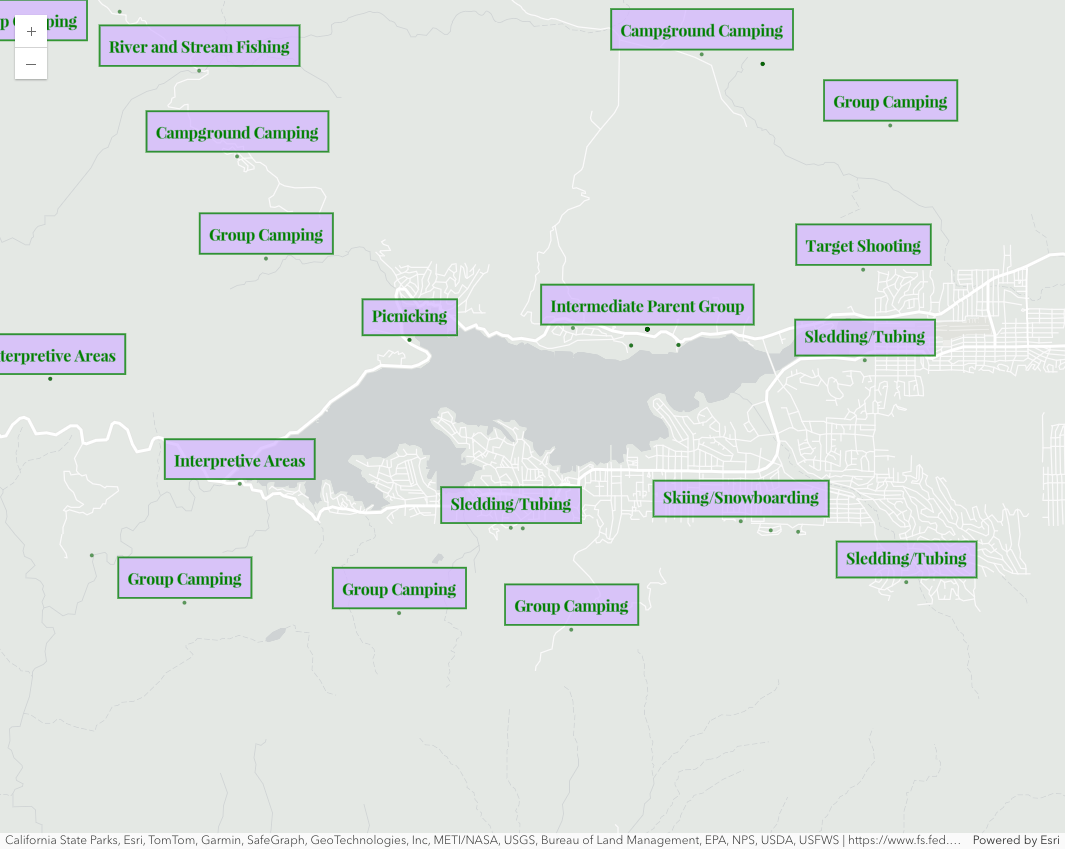 River and Stream Fishing
Campground Camping
Group Camping
Campground Camping
Group Camping
Target Shooting
Picnicking
Intermediate Parent Group
Sledding/Tubing
Areas
Interpretive Areas
Sledding/Tubing
Skiing/Snowboarding
Sledding/Tubing
Group Camping
Group Camping
Group Camping
California State Parks, Esri, TomTom, Garmin, SafeGraph, GeoTechnologies, Inc, METI/NASA, USGS, Bureau of Land Management, EPA, NPS, USDA, USFWS | https://www.fs.fed.... Powered by Esri